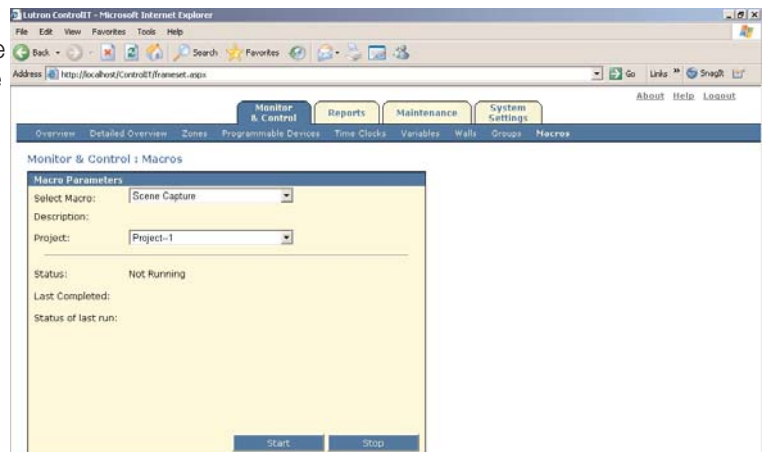 Lutron ControlIT - Microsoft Internet Explorer
File Edit View Favorites Tools Help
Back Search Favorites
Address http://localhost/ControlIT/frameset.aspx Go Links » SnagIt
About Help Logout
Monitor & Control Reports Maintenance System Settings
Overview Detailed Overview Zones Programmable Devices Time Clocks Variables Walls Groups Macros
Monitor & Control : Macros
Macro Parameters
Select Macro: Scene Capture
Description:
Project: Project--1
Status: Not Running
Last Completed:
Status of last run:
Start Stop